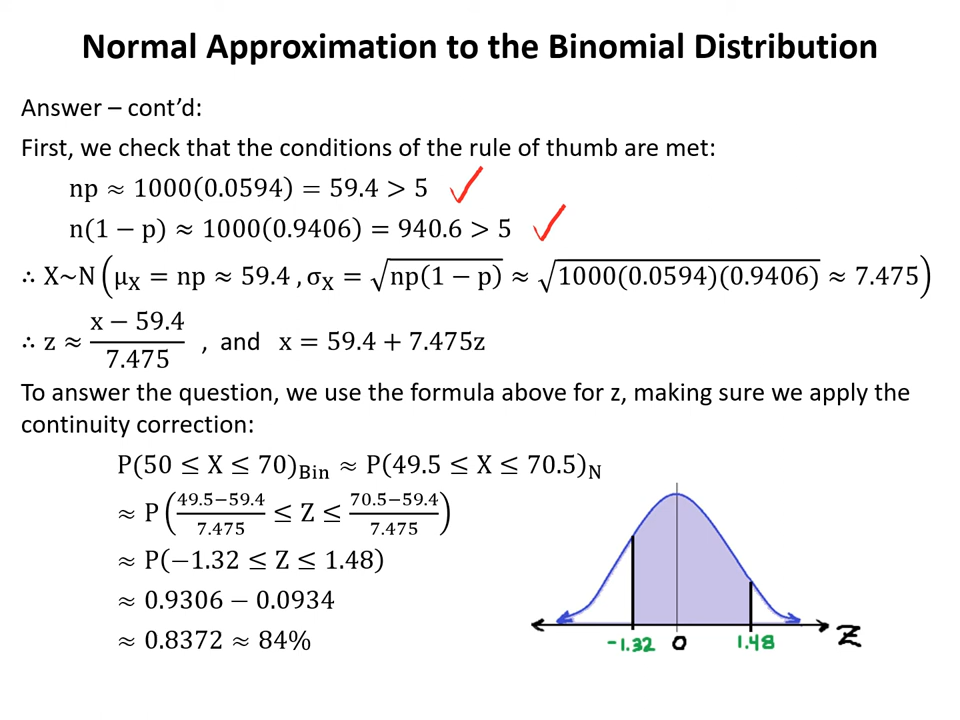 Normal Approximation to the Binomial Distribution
Answer – cont’d:
First, we check that the conditions of the rule of thumb are met:
np ≈ 1000(0.0594) = 59.4 > 5
n(1 − p) ≈ 1000(0.9406) = 940.6 > 5
∴ X~N(μ_X = np ≈ 59.4 , σ_X = √(np(1 − p)) ≈ √(1000(0.0594)(0.9406)) ≈ 7.475)
∴ z ≈ (x − 59.4)/7.475 , and x = 59.4 + 7.475z
To answer the question, we use the formula above for z, making sure we apply the
continuity correction:
P(50 ≤ X ≤ 70)_Bin ≈ P(49.5 ≤ X ≤ 70.5)_N
≈ P((49.5−59.4)/7.475 ≤ Z ≤ (70.5−59.4)/7.475)
≈ P(−1.32 ≤ Z ≤ 1.48)
≈ 0.9306 − 0.0934
≈ 0.8372 ≈ 84%
-1.32 0 1.48 Z